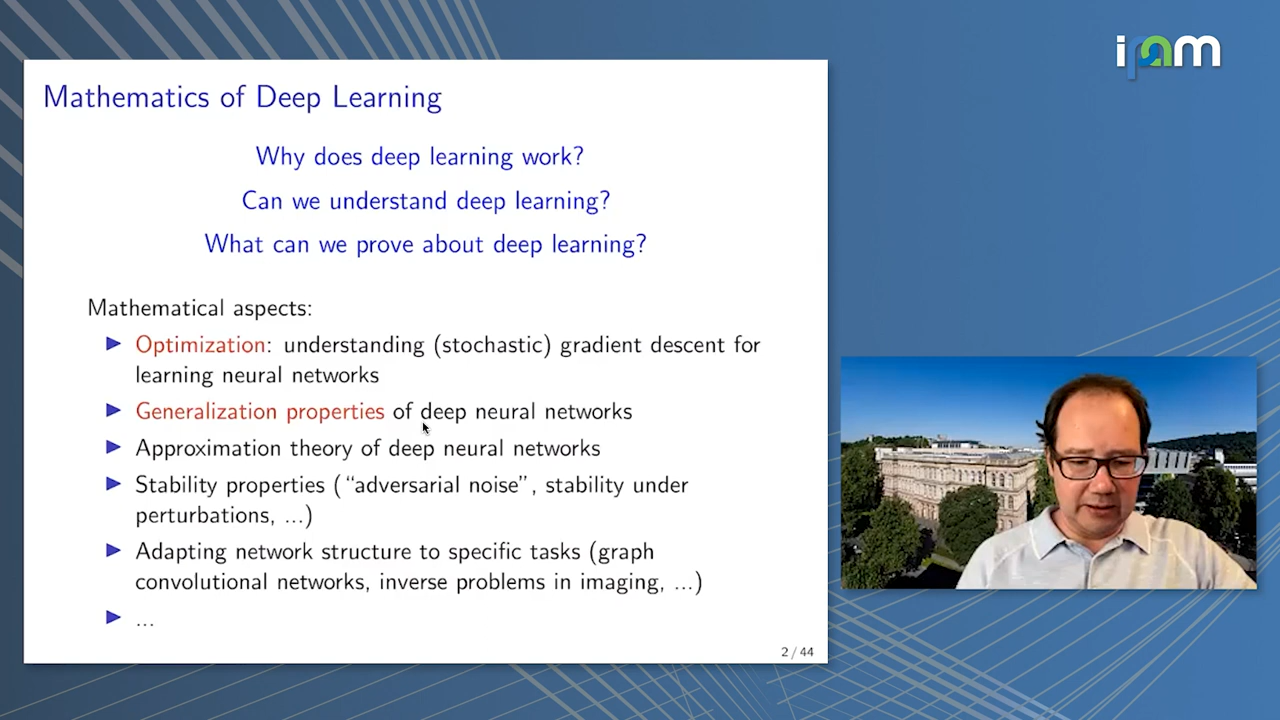 ipam
Mathematics of Deep Learning
Why does deep learning work?
Can we understand deep learning?
What can we prove about deep learning?
Mathematical aspects:
▶ Optimization: understanding (stochastic) gradient descent for
learning neural networks
▶ Generalization properties of deep neural networks
▶ Approximation theory of deep neural networks
▶ Stability properties (“adversarial noise”, stability under
perturbations, ...)
▶ Adapting network structure to specific tasks (graph
convolutional networks, inverse problems in imaging, ...)
▶ ...
2 / 44